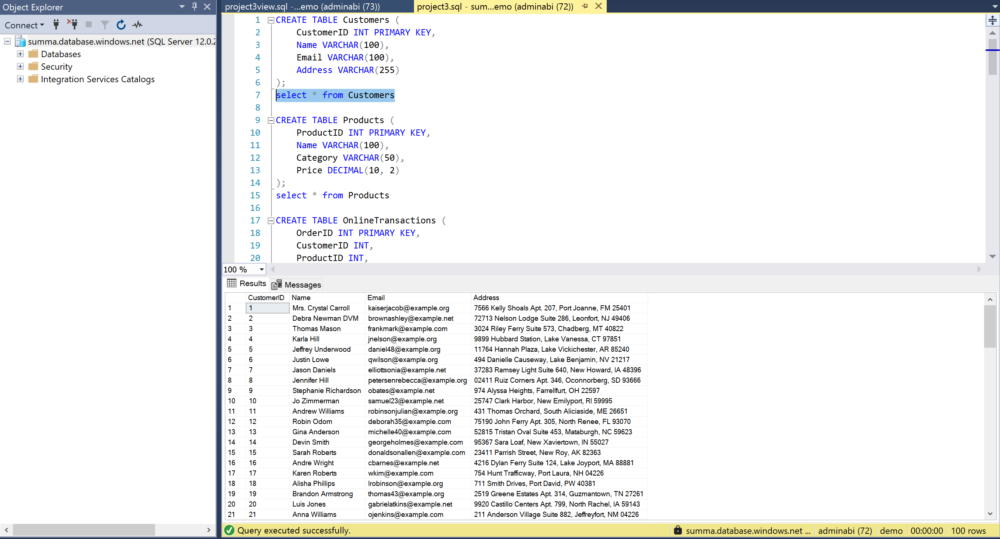 Object Explorer
Connect
summa.database.windows.net (SQL Server 12.0.2
Databases
Security
Integration Services Catalogs
project3view.sql -...emo (adminabi (73))
project3.sql - sum...emo (adminabi (72))
1 CREATE TABLE Customers (
2 CustomerID INT PRIMARY KEY,
3 Name VARCHAR(100),
4 Email VARCHAR(100),
5 Address VARCHAR(255)
6 );
7 select * from Customers
8
9 CREATE TABLE Products (
10 ProductID INT PRIMARY KEY,
11 Name VARCHAR(100),
12 Category VARCHAR(50),
13 Price DECIMAL(10, 2)
14 );
15 select * from Products
16
17 CREATE TABLE OnlineTransactions (
18 OrderID INT PRIMARY KEY,
19 CustomerID INT,
20 ProductID INT,
100 %
Results Messages
CustomerID Name Email Address
1 1 Mrs. Crystal Carroll kaiserjacob@example.org 7566 Kelly Shoals Apt. 207, Port Joanne, FM 25401
2 2 Debra Newman DVM brownashley@example.net 72713 Nelson Lodge Suite 286, Leonfort, NJ 49406
3 3 Thomas Mason frankmark@example.com 3024 Riley Ferry Suite 573, Chadberg, MT 40822
4 4 Karla Hill jnelson@example.org 9899 Hubbard Station, Lake Vanessa, CT 97851
5 5 Jeffrey Underwood daniel48@example.org 11764 Hannah Plaza, Lake Vickichester, AR 85240
6 6 Justin Lowe qwilson@example.org 494 Danielle Causeway, Lake Benjamin, NV 21217
7 7 Jason Daniels elliottsonia@example.net 37283 Ramsey Light Suite 640, New Howard, IA 48396
8 8 Jennifer Hill petersenrebecca@example.org 02411 Ruiz Corners Apt. 346, Oconnorberg, SD 93666
9 9 Stephanie Richardson obates@example.net 974 Alyssa Heights, Farrellfurt, OH 22597
10 10 Jo Zimmerman samuel23@example.net 25747 Clark Harbor, New Emilyport, RI 59995
11 11 Andrew Williams robinsonjulian@example.org 431 Thomas Orchard, South Aliciaside, ME 26651
12 12 Robin Odom deborah35@example.com 75190 John Ferry Apt. 305, North Renee, FL 93070
13 13 Gina Anderson michelle40@example.com 52815 Tristan Oval Suite 453, Mataburgh, NC 59623
14 14 Devin Smith georgeholmes@example.com 95367 Sara Loaf, New Xaviertown, IN 55027
15 15 Sarah Roberts donaldsonallen@example.com 23411 Parrish Street, New Roy, AK 82363
16 16 Andre Wright cbarnes@example.net 4216 Dylan Ferry Suite 124, Lake Joyport, MA 88881
17 17 Karen Roberts wkim@example.com 754 Hunt Trafficway, Port Laura, NH 04226
18 18 Alisha Phillips lrobinson@example.org 711 Smith Drives, Port David, PW 40381
19 19 Brandon Armstrong thomas43@example.org 2519 Greene Estates Apt. 314, Guzmantown, TN 27261
20 20 Luis Jones gabrielatkins@example.net 9920 Castillo Centers Apt. 799, North Rachel, IA 59143
21 21 Anna Williams ojenkins@example.com 211 Anderson Village Suite 882, Jeffreyfort, NM 04226
Query executed successfully. summa.database.windows.net ... adminabi (72) demo 00:00:00 100 rows